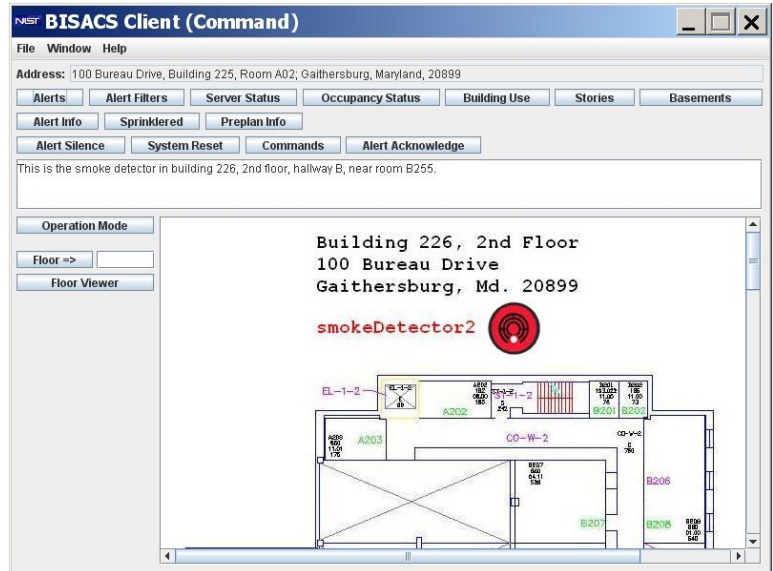 NIST BISACS Client (Command)
File Window Help
Address: 100 Bureau Drive, Building 225, Room A02; Gaithersburg, Maryland, 20899
Alerts Alert Filters Server Status Occupancy Status Building Use Stories Basements
Alert Info Sprinklered Preplan Info
Alert Silence System Reset Commands Alert Acknowledge
This is the smoke detector in building 226, 2nd floor, hallway B, near room B255.
Operation Mode
Floor =>
Floor Viewer
Building 226, 2nd Floor
100 Bureau Drive
Gaithersburg, Md. 20899
smokeDetector2
EL-1-2
EL-1-2
A202
B201
B202
A203
CO-W-2
CO-W-2
B206
B207
B208